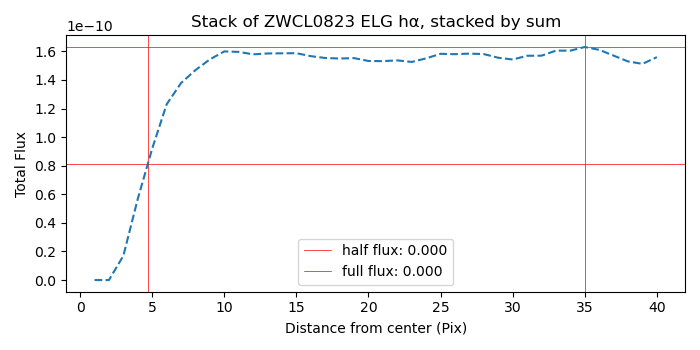 Stack of ZWCL0823 ELG hα, stacked by sum
1e−10
Total Flux
1.6
1.4
1.2
1.0
0.8
0.6
0.4
0.2
0.0
half flux: 0.000
full flux: 0.000
0 5 10 15 20 25 30 35 40
Distance from center (Pix)